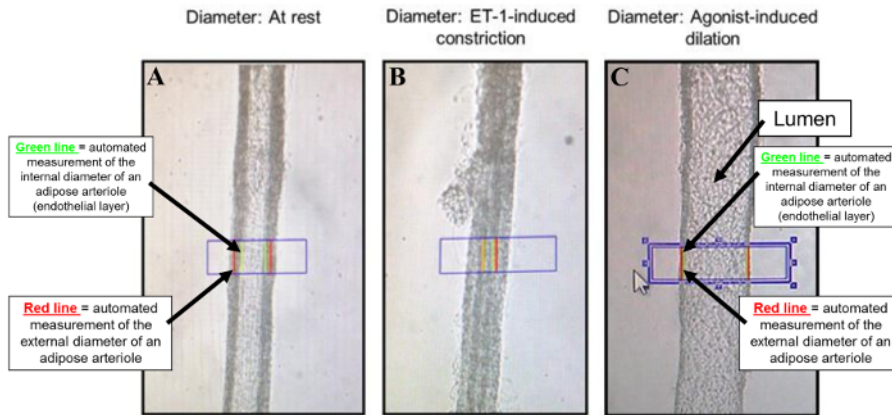 Diameter: At rest
Diameter: ET-1-induced
constriction
Diameter: Agonist-induced
dilation
A
B
C
Green line = automated
measurement of the
internal diameter of an
adipose arteriole
(endothelial layer)
Red line = automated
measurement of the
external diameter of an
adipose arteriole
Lumen
Green line = automated
measurement of the
internal diameter of an
adipose arteriole
(endothelial layer)
Red line = automated
measurement of the
external diameter of an
adipose arteriole